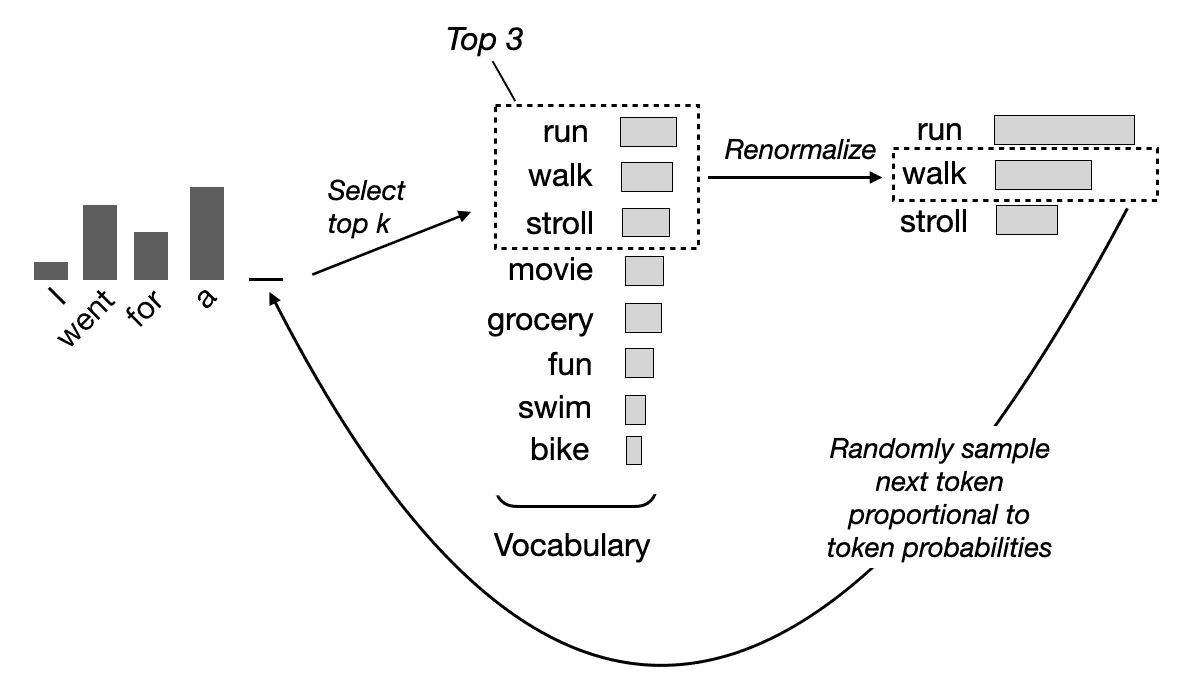 Top 3
I
went
for
a
Select
top k
run
walk
stroll
movie
grocery
fun
swim
bike
Vocabulary
Renormalize
run
walk
stroll
Randomly sample
next token
proportional to
token probabilities